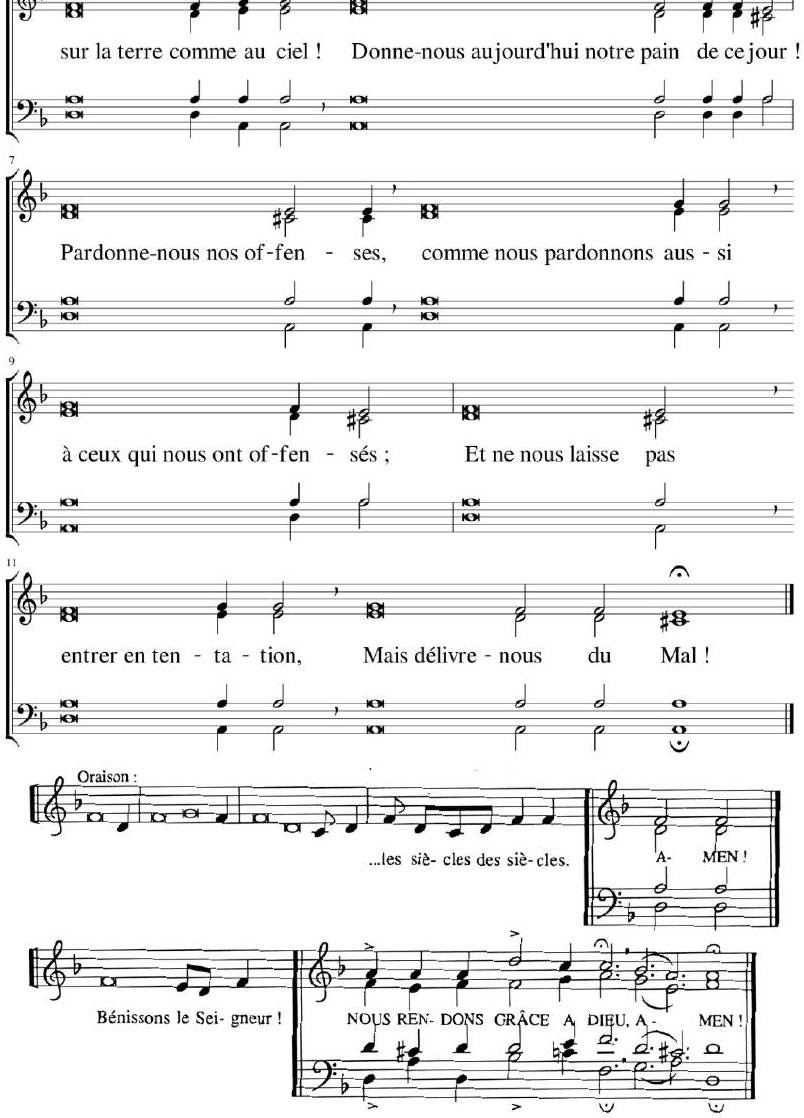 sur la terre comme au ciel ! Donne-nous aujourd'hui notre pain de ce jour !
7
Pardonne-nous nos of-fen - ses, comme nous pardonnons aus - si
9
à ceux qui nous ont of-fen - sés ; Et ne nous laisse pas
11
entrer en ten - ta - tion, Mais délivre - nous du Mal !
Oraison :
...les siè- cles des siè- cles. A- MEN !
Bénissons le Sei- gneur ! NOUS REN- DONS GRÂCE A DIEU, A - MEN !